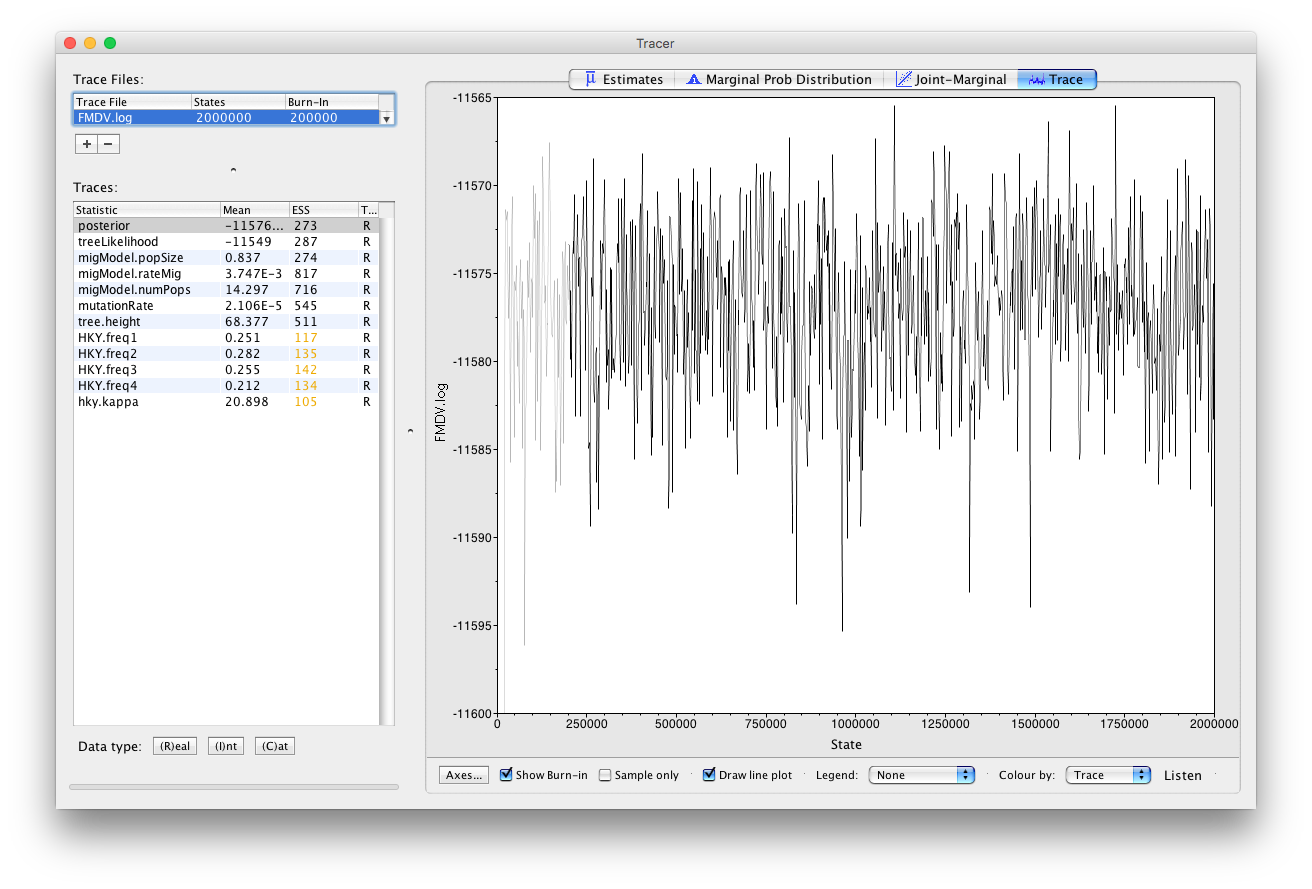 Tracer
Trace Files:
Trace File States Burn-In
FMDV.log 2000000 200000
+ −
Traces:
Statistic Mean ESS T...
posterior -11576... 273 R
treeLikelihood -11549 287 R
migModel.popSize 0.837 274 R
migModel.rateMig 3.747E-3 817 R
migModel.numPops 14.297 716 R
mutationRate 2.106E-5 545 R
tree.height 68.377 511 R
HKY.freq1 0.251 117 R
HKY.freq2 0.282 135 R
HKY.freq3 0.255 142 R
HKY.freq4 0.212 134 R
hky.kappa 20.898 105 R
Data type: (R)eal (I)nt (C)at
Estimates Marginal Prob Distribution Joint-Marginal Trace
-11565
-11570
-11575
-11580
-11585
-11590
-11595
-11600
FMDV.log
0 250000 500000 750000 1000000 1250000 1500000 1750000 2000000
State
Axes... Show Burn-in Sample only Draw line plot Legend: None Colour by: Trace Listen